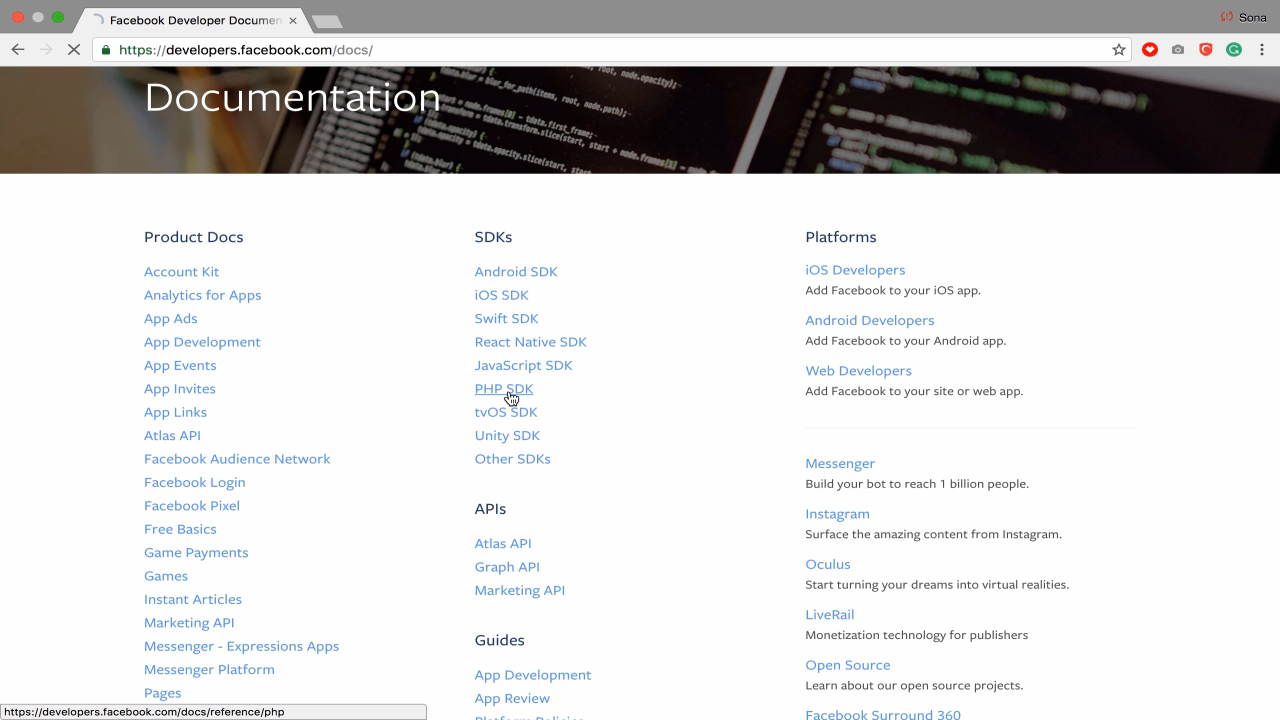 Facebook Developer Documen
Sona
https://developers.facebook.com/docs/
Documentation
Product Docs
Account Kit
Analytics for Apps
App Ads
App Development
App Events
App Invites
App Links
Atlas API
Facebook Audience Network
Facebook Login
Facebook Pixel
Free Basics
Game Payments
Games
Instant Articles
Marketing API
Messenger - Expressions Apps
Messenger Platform
Pages
SDKs
Android SDK
iOS SDK
Swift SDK
React Native SDK
JavaScript SDK
PHP SDK
tvOS SDK
Unity SDK
Other SDKs
APIs
Atlas API
Graph API
Marketing API
Guides
App Development
App Review
Platform Policies
Platforms
iOS Developers
Add Facebook to your iOS app.
Android Developers
Add Facebook to your Android app.
Web Developers
Add Facebook to your site or web app.
Messenger
Build your bot to reach 1 billion people.
Instagram
Surface the amazing content from Instagram.
Oculus
Start turning your dreams into virtual realities.
LiveRail
Monetization technology for publishers
Open Source
Learn about our open source projects.
Facebook Surround 360
https://developers.facebook.com/docs/reference/php